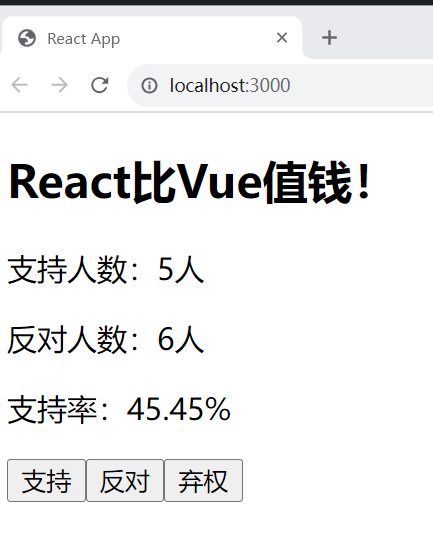 React App
localhost:3000
React比Vue值钱！
支持人数：5人
反对人数：6人
支持率：45.45%
支持 反对 弃权